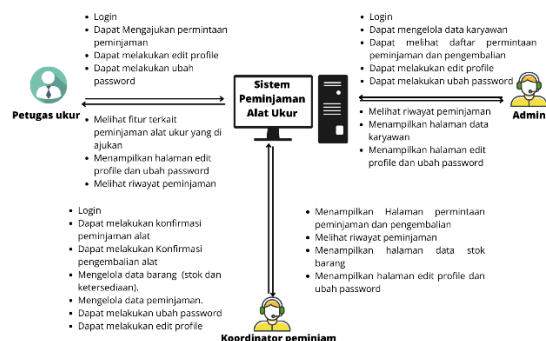 Login
Dapat Mengajukan permintaan
peminjaman
Dapat melakukan edit profile
Dapat melakukan ubah
password
Petugas ukur
Melihat fitur terkait
peminjaman alat ukur yang di
ajukan
Menampilkan halaman edit
profile dan ubah password
Melihat riwayat peminjaman
Sistem
Peminjaman
Alat Ukur
Login
Dapat mengelola data karyawan
Dapat melihat daftar permintaan
peminjaman dan pengembalian
Dapat melakukan edit profile
Dapat melakukan ubah password
Admin
Melihat riwayat peminjaman
Menampilkan halaman data
karyawan
Menampilkan halaman edit
profile dan ubah password
Login
Dapat melakukan konfirmasi
peminjaman alat
Dapat melakukan Konfirmasi
pengembalian alat
Mengelola data barang (stok dan
ketersediaan).
Mengelola data peminjaman.
Dapat melakukan ubah password
Dapat melakukan edit profile
Menampilkan Halaman permintaan
peminjaman dan pengembalian
Melihat riwayat peminjaman
Menampilkan halaman data stok
barang
Menampilkan halaman edit profile dan
ubah password
Koordinator peminjam